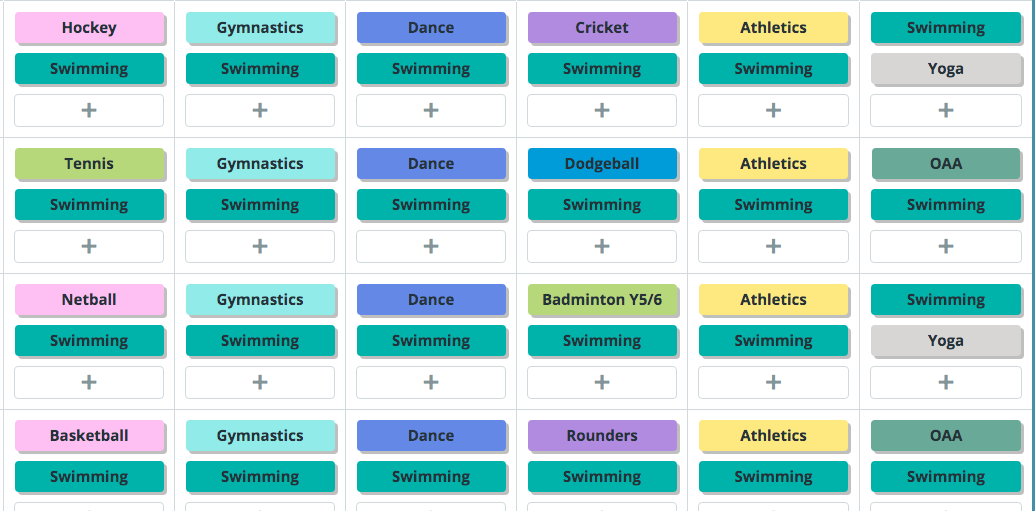 Hockey Gymnastics Dance Cricket Athletics Swimming
Swimming Swimming Swimming Swimming Swimming Yoga
+ + + + + +
Tennis Gymnastics Dance Dodgeball Athletics OAA
Swimming Swimming Swimming Swimming Swimming Swimming
+ + + + + +
Netball Gymnastics Dance Badminton Y5/6 Athletics Swimming
Swimming Swimming Swimming Swimming Swimming Yoga
+ + + + + +
Basketball Gymnastics Dance Rounders Athletics OAA
Swimming Swimming Swimming Swimming Swimming Swimming